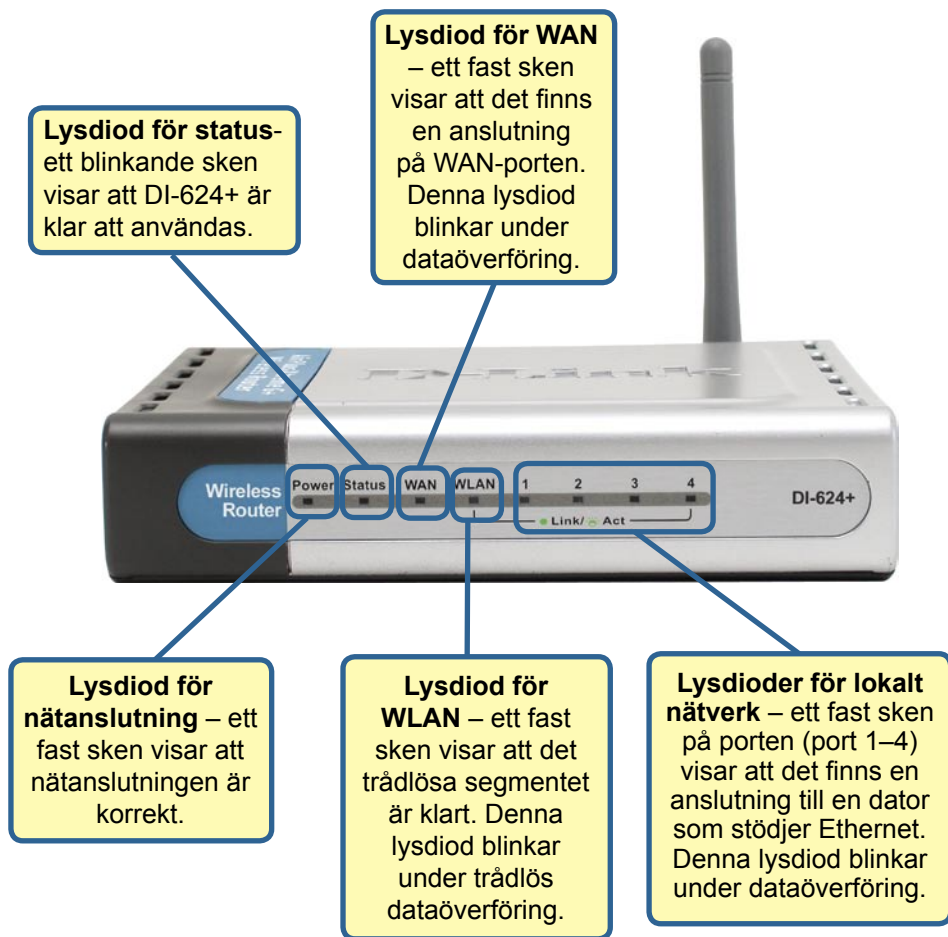 Lysdiod för WAN
– ett fast sken
visar att det finns
en anslutning
på WAN-porten.
Denna lysdiod
blinkar under
dataöverföring.
Lysdiod för status-
ett blinkande sken
visar att DI-624+ är
klar att användas.
D-Link
Wireless
Router
Power
Status
WAN
WLAN
1
2
3
4
Link/ Act
DI-624+
Lysdiod för
nätanslutning – ett
fast sken visar att
nätanslutningen är
korrekt.
Lysdiod för
WLAN – ett fast
sken visar att det
trådlösa segmentet
är klart. Denna
lysdiod blinkar
under trådlös
dataöverföring.
Lysdioder för lokalt
nätverk – ett fast sken
på porten (port 1–4)
visar att det finns en
anslutning till en dator
som stödjer Ethernet.
Denna lysdiod blinkar
under dataöverföring.